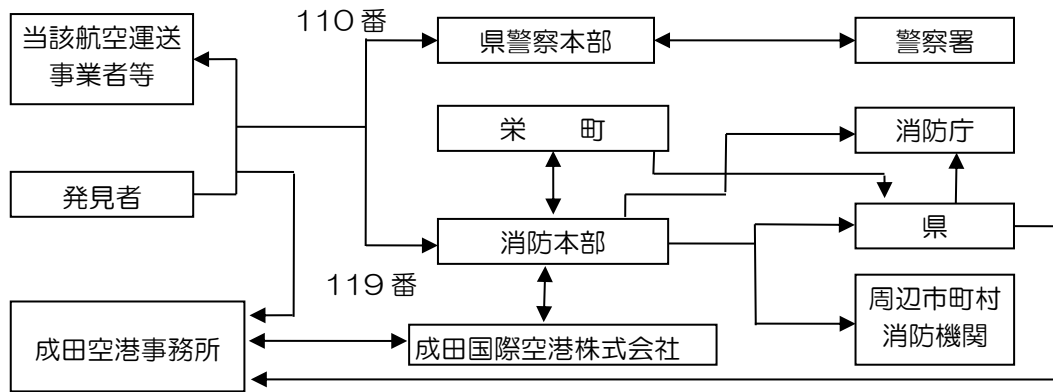 110番
当該航空運送
事業者等
県警察本部
警察署
栄　　町
消防庁
発見者
消防本部
県
119番
成田空港事務所
成田国際空港株式会社
周辺市町村
消防機関